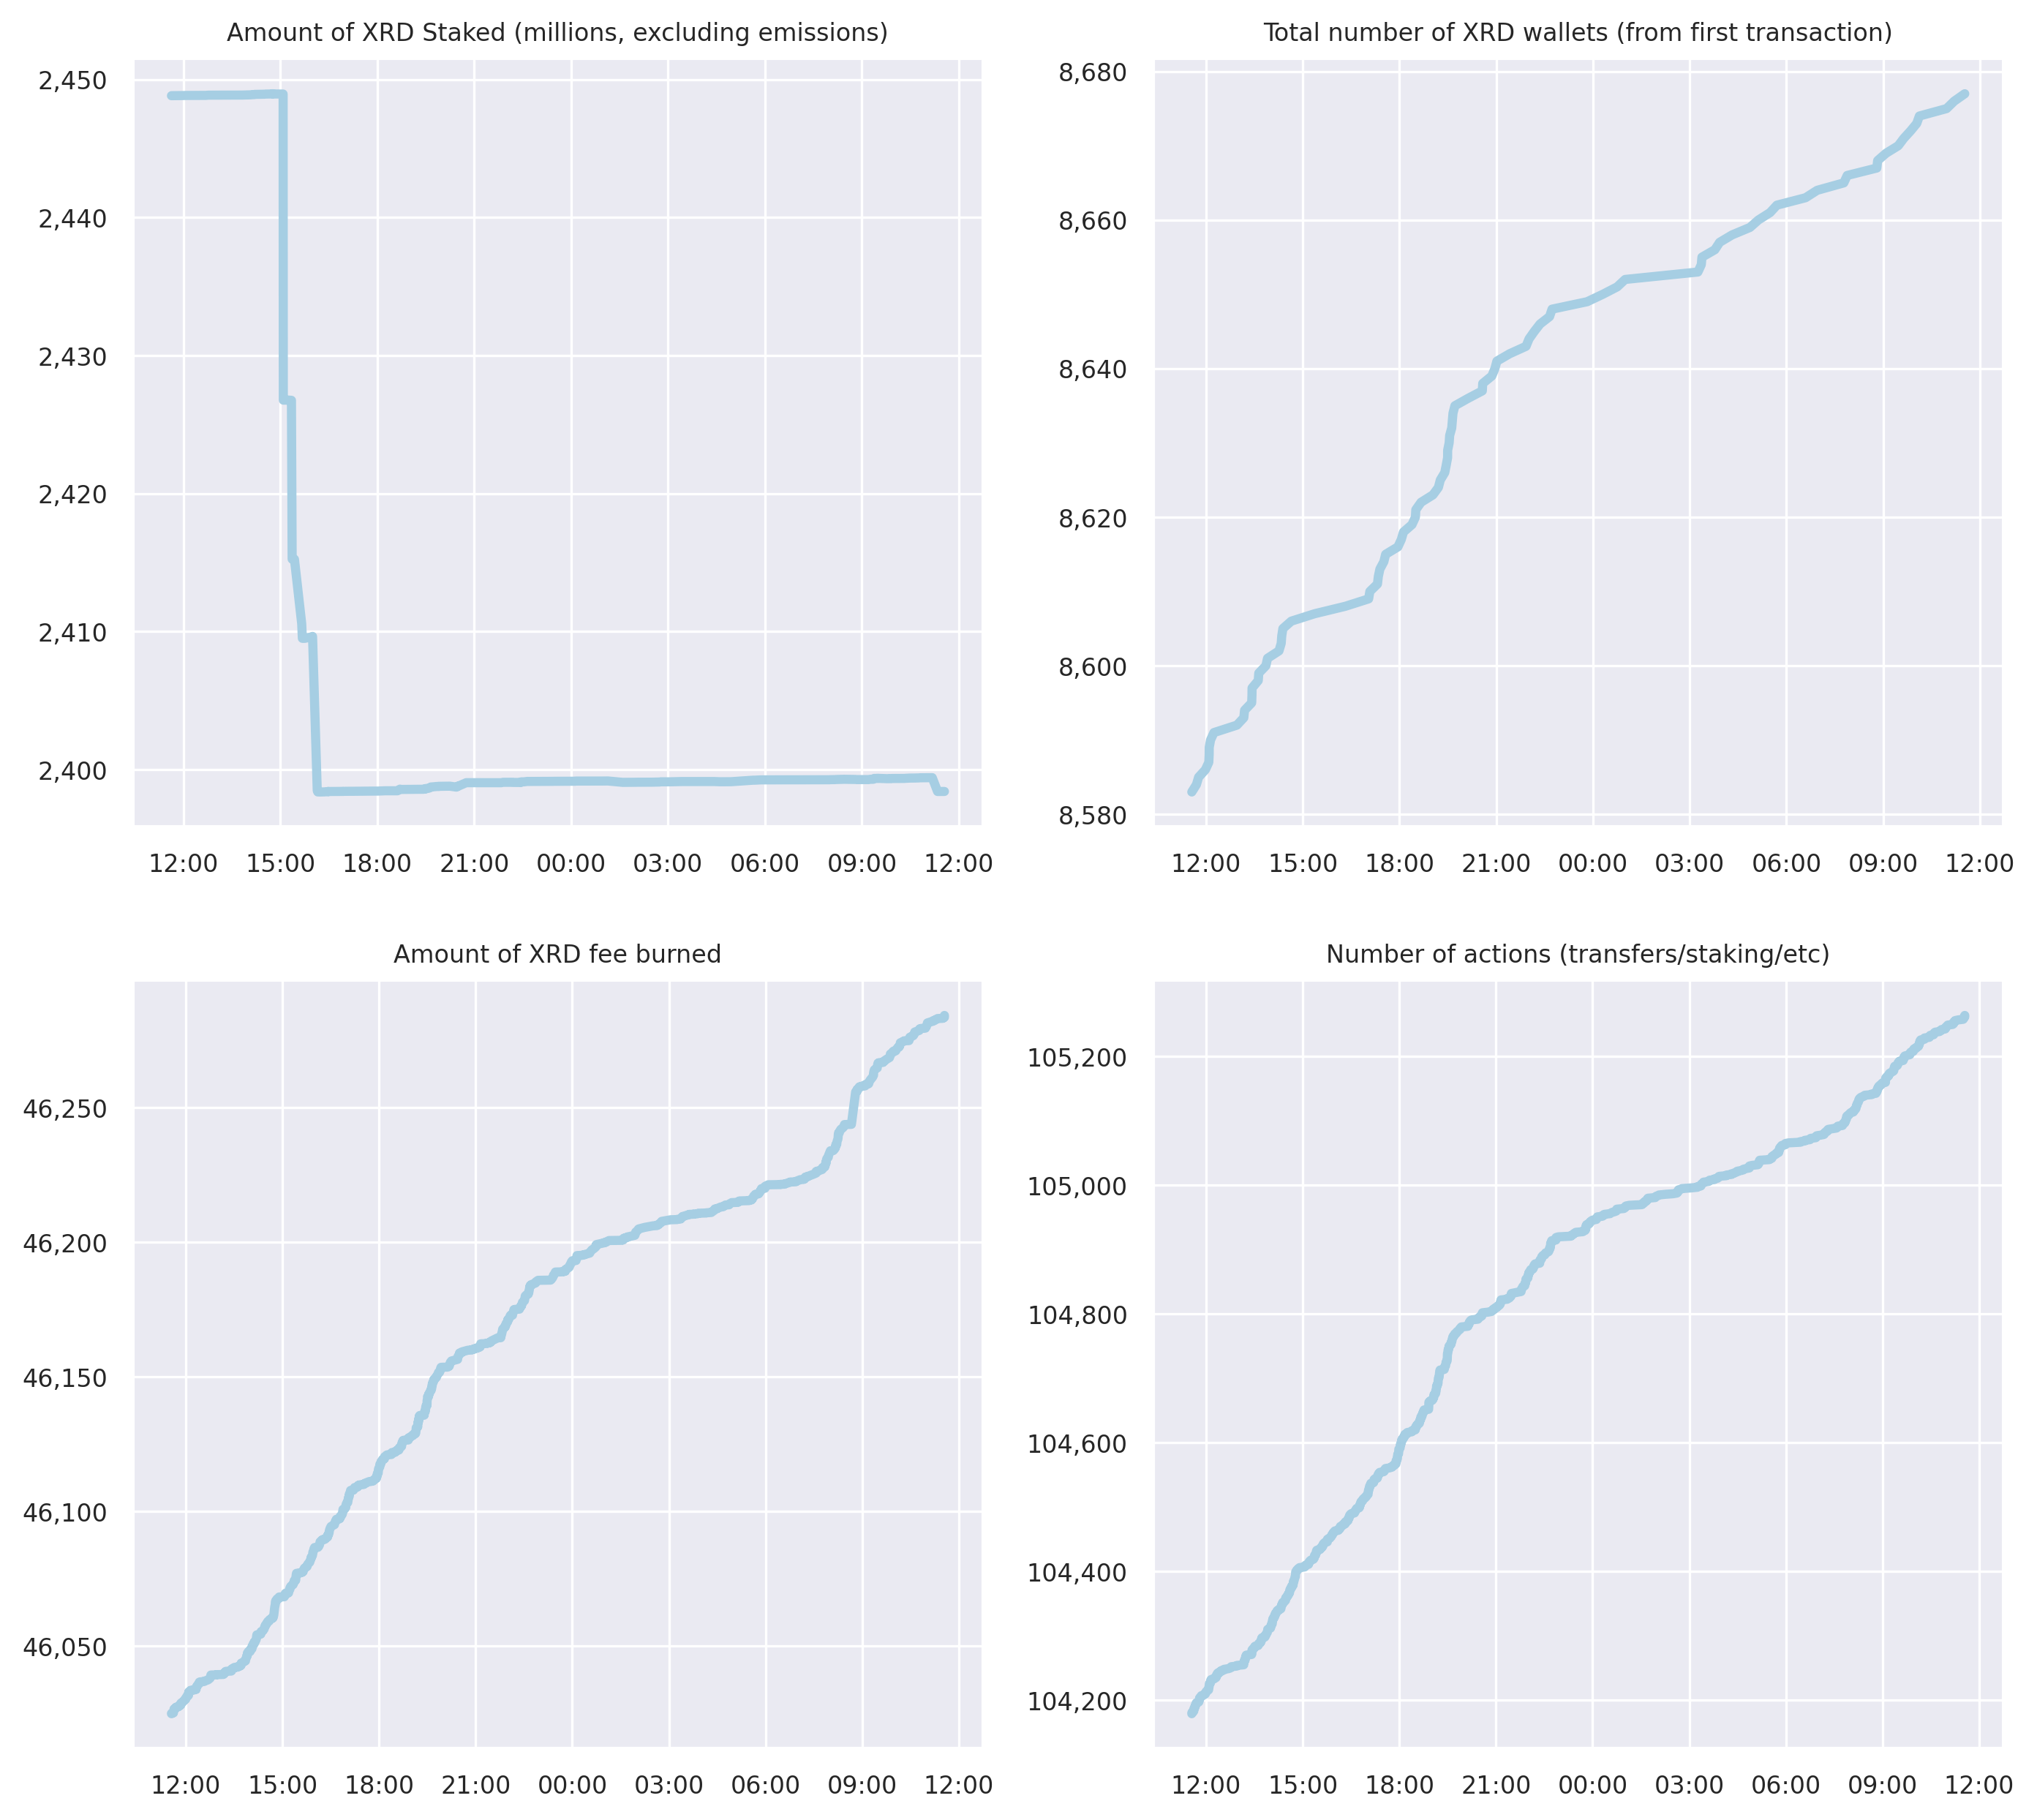 Amount of XRD Staked (millions, excluding emissions)
2,450
2,440
2,430
2,420
2,410
2,400
12:00 15:00 18:00 21:00 00:00 03:00 06:00 09:00 12:00
Total number of XRD wallets (from first transaction)
8,680
8,660
8,640
8,620
8,600
8,580
12:00 15:00 18:00 21:00 00:00 03:00 06:00 09:00 12:00
Amount of XRD fee burned
46,250
46,200
46,150
46,100
46,050
12:00 15:00 18:00 21:00 00:00 03:00 06:00 09:00 12:00
Number of actions (transfers/staking/etc)
105,200
105,000
104,800
104,600
104,400
104,200
12:00 15:00 18:00 21:00 00:00 03:00 06:00 09:00 12:00